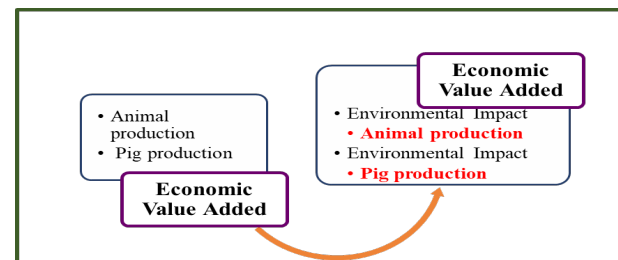 • Animal
production
• Pig production
Economic
Value Added
Economic
Value Added
• Environmental Impact
• Animal production
• Environmental Impact
• Pig production